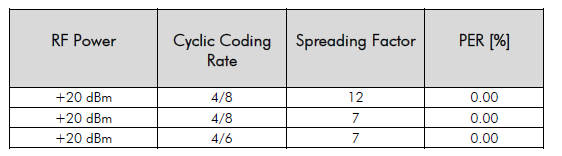 RF Power Cyclic Coding Rate Spreading Factor PER [%]
+20 dBm 4/8 12 0.00
+20 dBm 4/8 7 0.00
+20 dBm 4/6 7 0.00